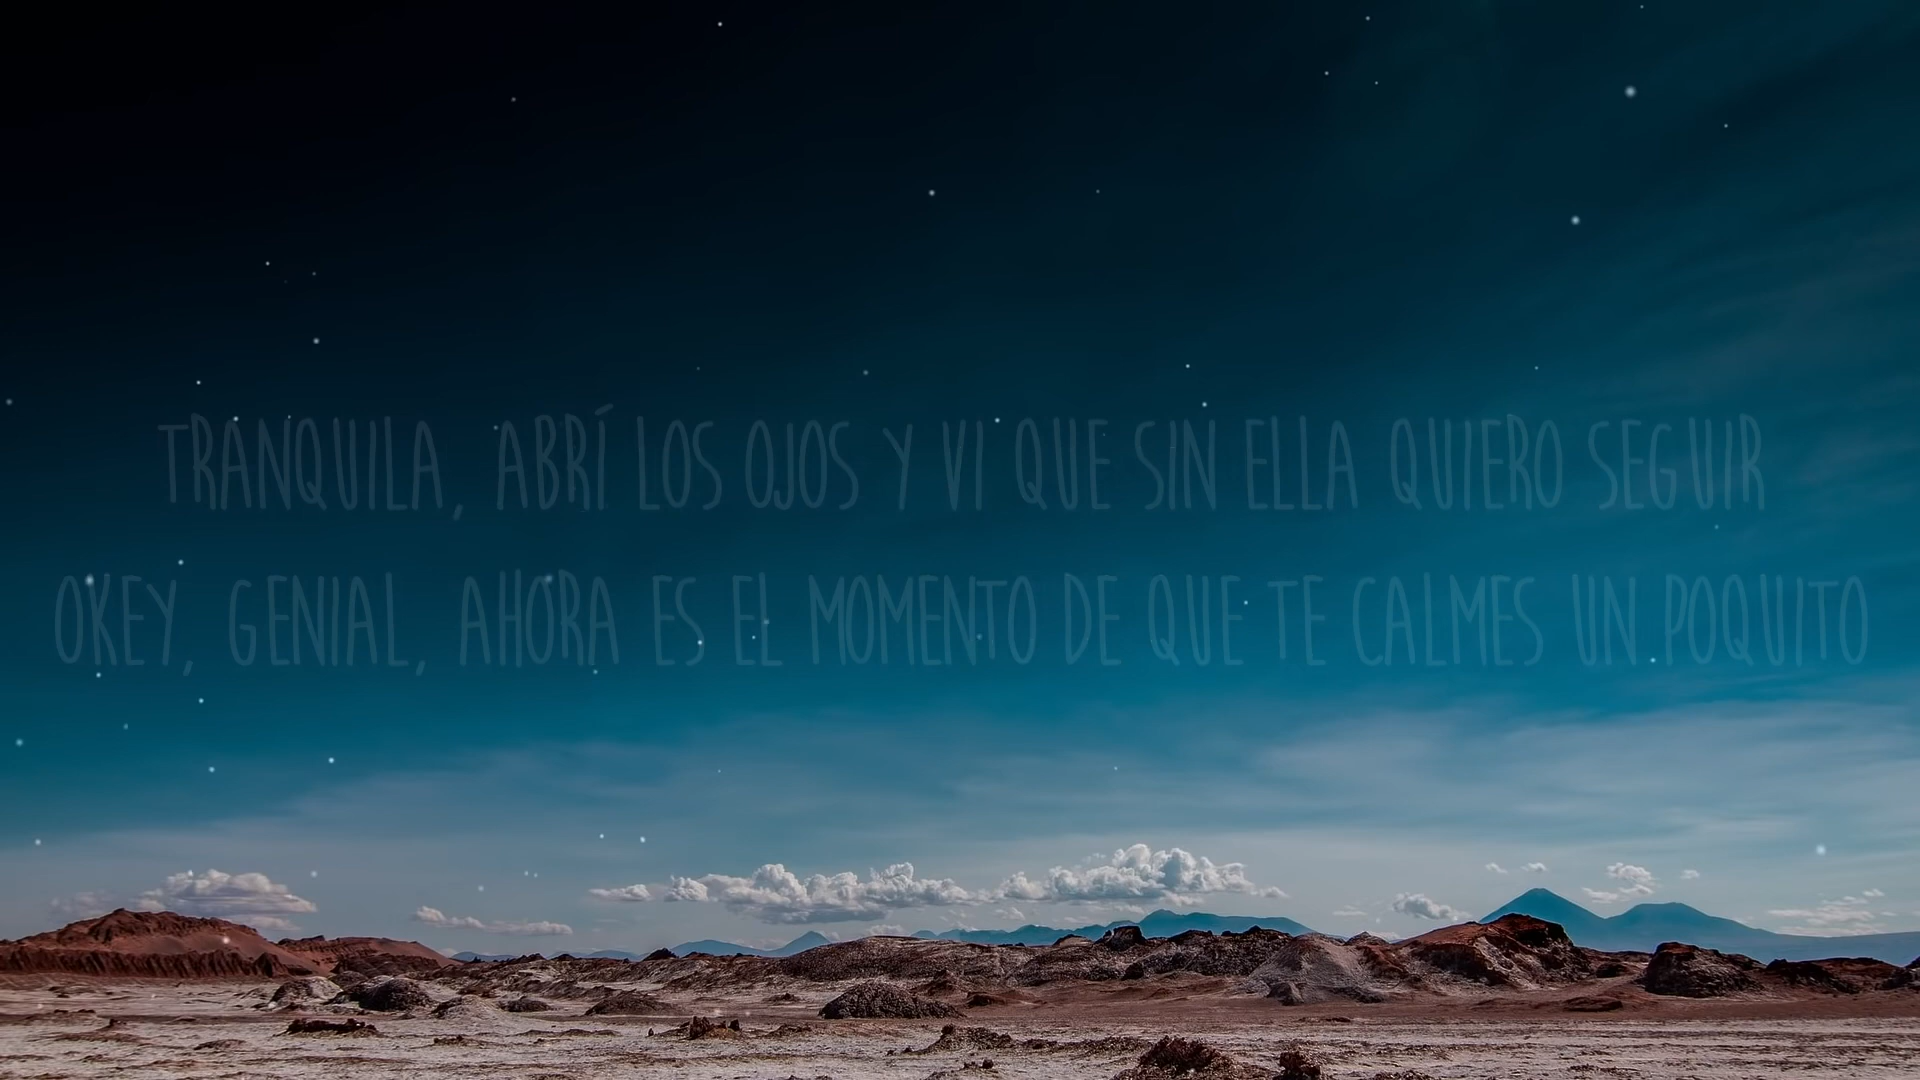 TRANQUILA, ABRÍ LOS OJOS Y VI QUE SIN ELLA QUIERO SEGUIR
OKEY, GENIAL, AHORA ES EL MOMENTO DE QUE TE CALMES UN POQUITO